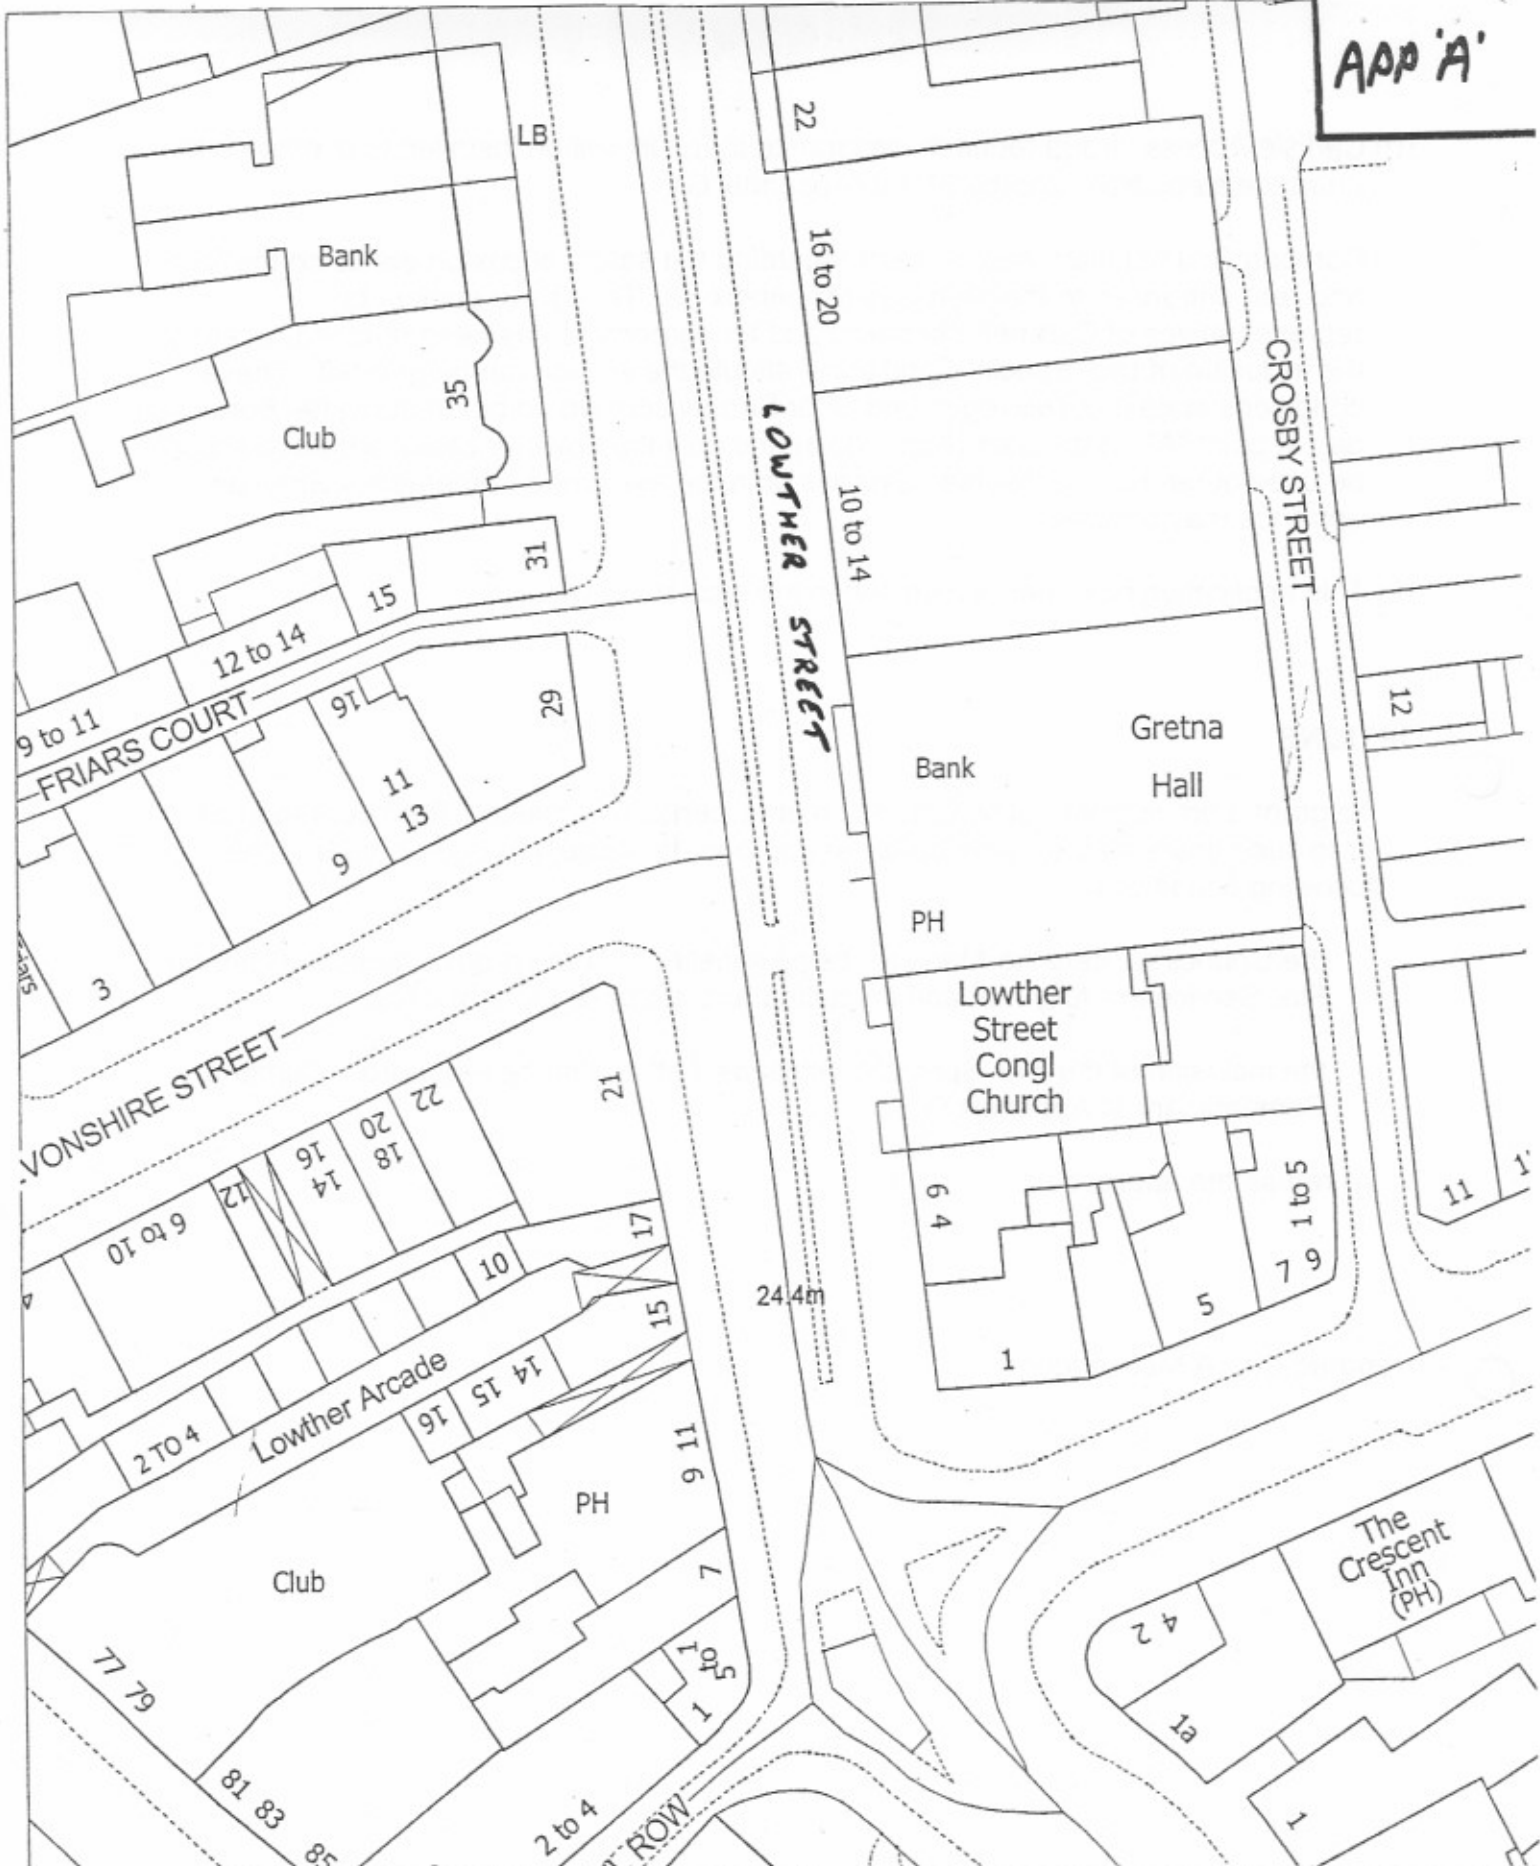 APP 'A'
22
LB
Bank
16 to 20
35
Club
CROSBY STREET
LOWTHER STREET
10 to 14
31
15
12 to 14
9 to 11
FRIARS COURT
16
29
11
13
9
3
12
Gretna
Hall
Bank
PH
Lowther
Street
Congl
Church
VONSHIRE STREET
21
22
20
18
16
14
12
6 to 10
17
10
15
6
4
1 to 5
7 9
5
1
11
24.4m
Lowther Arcade
2 TO 4
14
15
16
9 11
PH
Club
7
1 to 5
1
77 79
81 83
85
2 to 4
ROW
The
Crescent
Inn
(PH)
2 4
1a
1